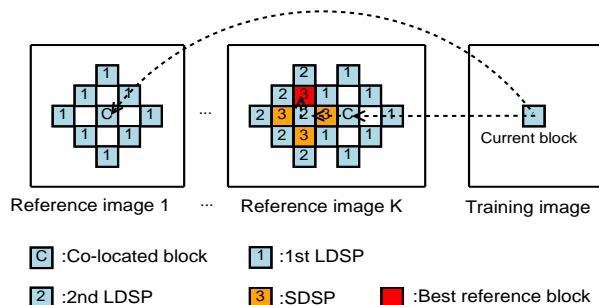 1 2 1
1 1 2 3 1 1
1 C 1 ... 2 3 2 3 C 1
1 1 2 3 1 1
1 2 1
Current block
Reference image 1 ... Reference image K Training image
C :Co-located block 1 :1st LDSP
2 :2nd LDSP 3 :SDSP :Best reference block